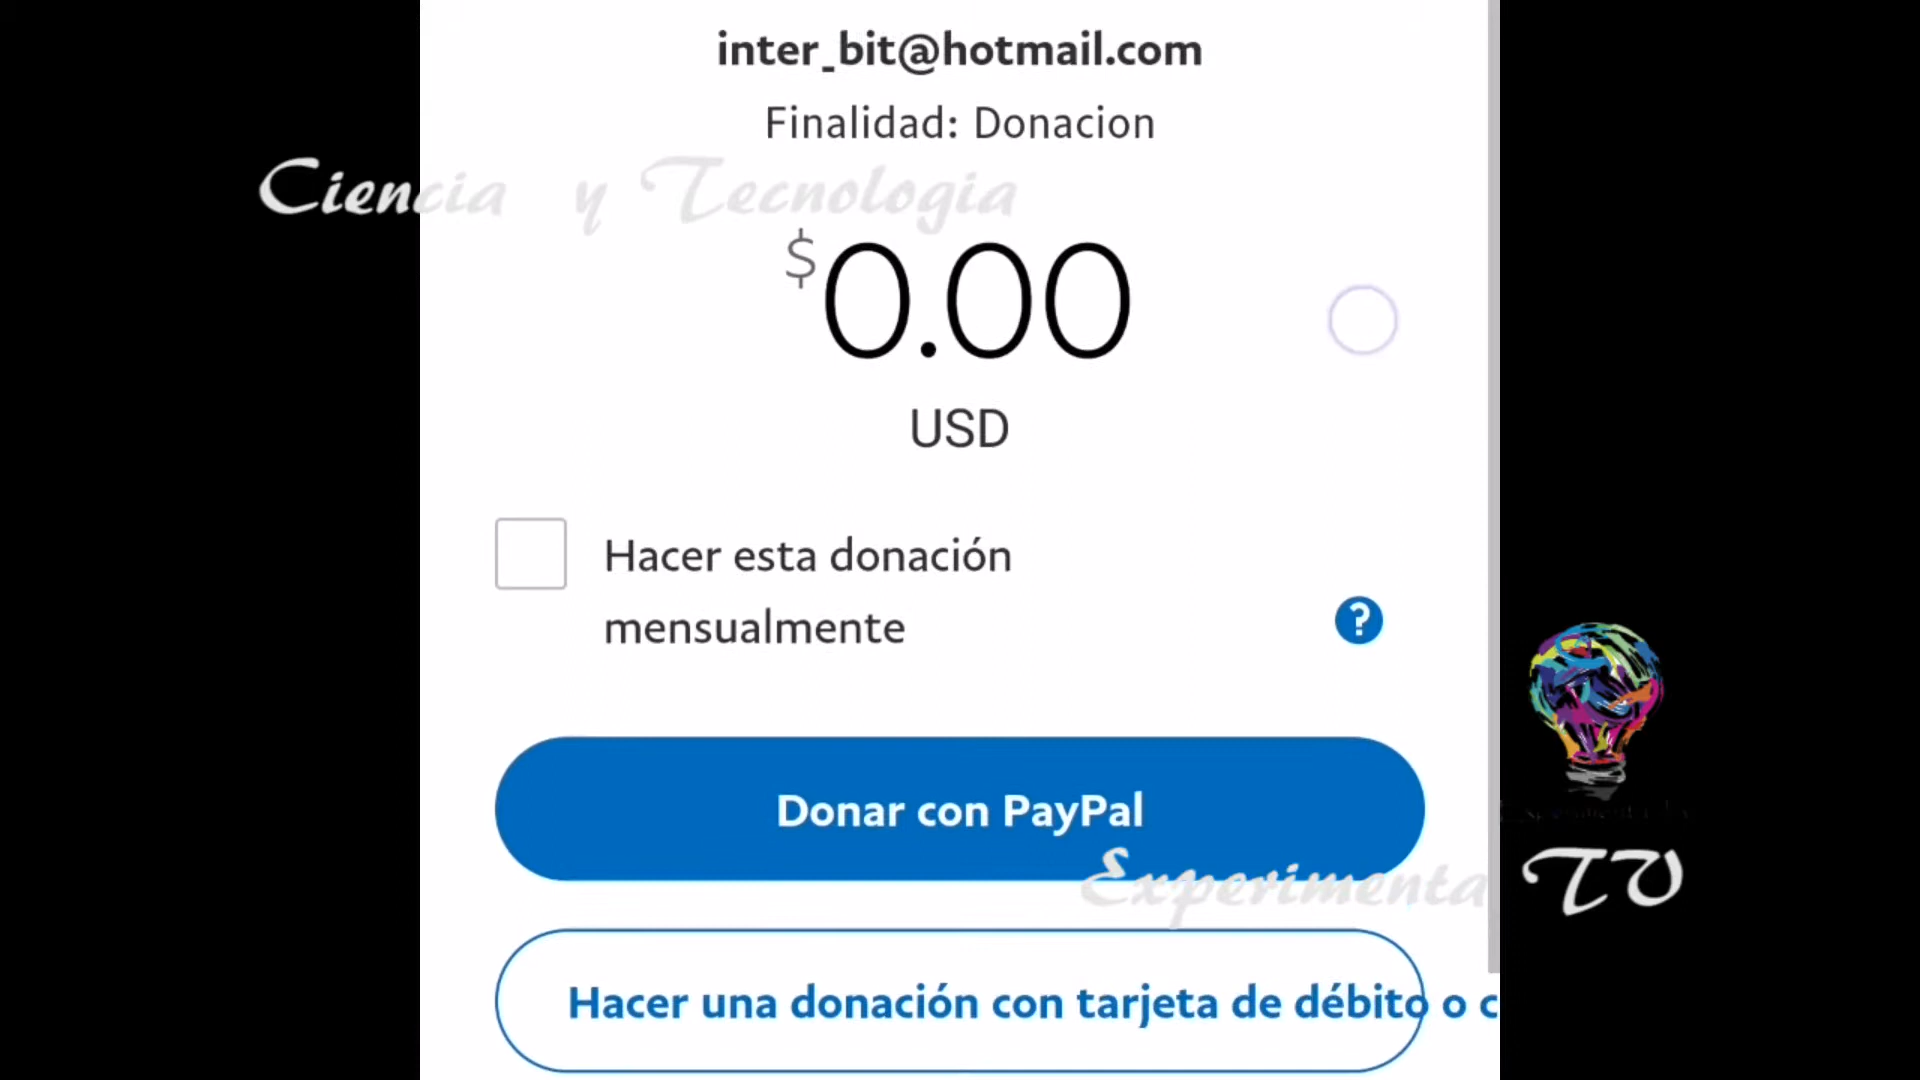 inter_bit@hotmail.com
Finalidad: Donacion
Ciencia y Tecnologia
$0.00
USD
Hacer esta donación
mensualmente
?
Donar con PayPal
Experimenta TV
Hacer una donación con tarjeta de débito o c